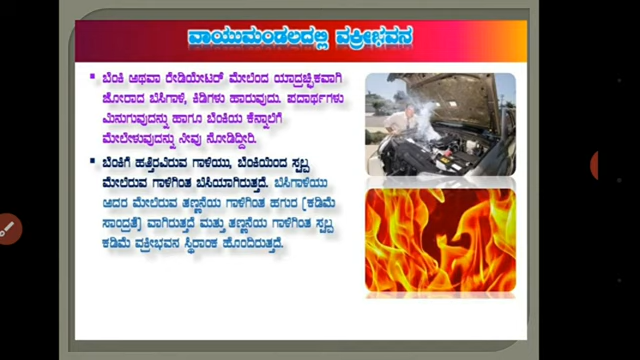 ವಾಯುಮಂಡಲದಲ್ಲಿ ವಕ್ರೀಭವನ
ಬೆಂಕಿ ಅಥವಾ ರೇಡಿಯೇಟರ್ ಮೇಲಿಂದ ಯಾದೃಚ್ಛಿಕವಾಗಿ
ಜೋರಾದ ಬಿಸಿಗಾಳಿ, ಕಿಡಿಗಳು ಹಾರುವುದು. ಪದಾರ್ಥಗಳು
ಮಿನುಗುವುದನ್ನು ಹಾಗೂ ಬೆಂಕಿಯ ಕೆನ್ನಾಲಿಗೆ
ಮೇಲೇಳುವುದನ್ನು ನೀವು ನೋಡಿದ್ದೀರಿ.
ಬೆಂಕಿಗೆ ಹತ್ತಿರವಿರುವ ಗಾಳಿಯು, ಬೆಂಕಿಯಿಂದ ಸ್ವಲ್ಪ
ಮೇಲಿರುವ ಗಾಳಿಗಿಂತ ಬಿಸಿಯಾಗಿರುತ್ತದೆ. ಬಿಸಿಗಾಳಿಯು
ಅದರ ಮೇಲಿರುವ ತಣ್ಣನೆಯ ಗಾಳಿಗಿಂತ ಹಗುರ [ಕಡಿಮೆ
ಸಾಂದ್ರತೆ) ವಾಗಿರುತ್ತದೆ ಮತ್ತು ತಣ್ಣನೆಯ ಗಾಳಿಗಿಂತ ಸ್ವಲ್ಪ
ಕಡಿಮೆ ವಕ್ರೀಭವನ ಸ್ಥಿರಾಂಕ ಹೊಂದಿರುತ್ತದೆ.